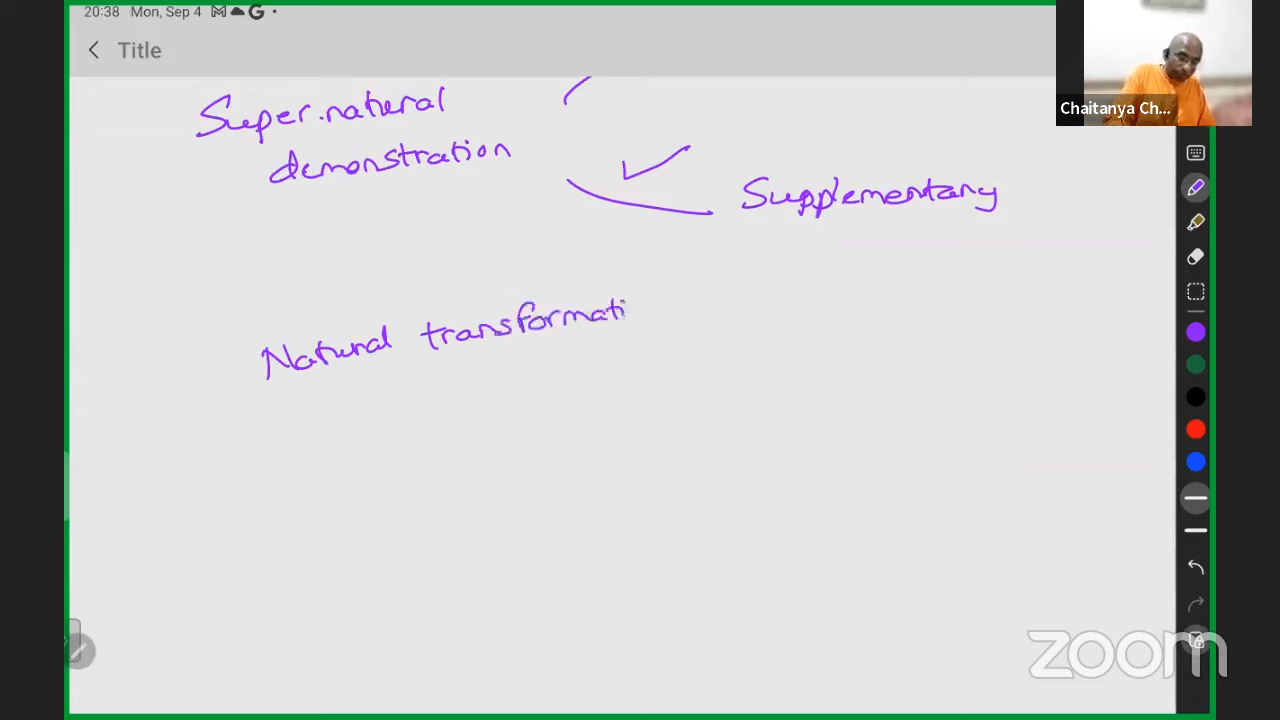 20:38 Mon, Sep 4
Title
Chaitanya Ch...
Super.natural
demonstration
Supplementary
Natural transformati
zoom